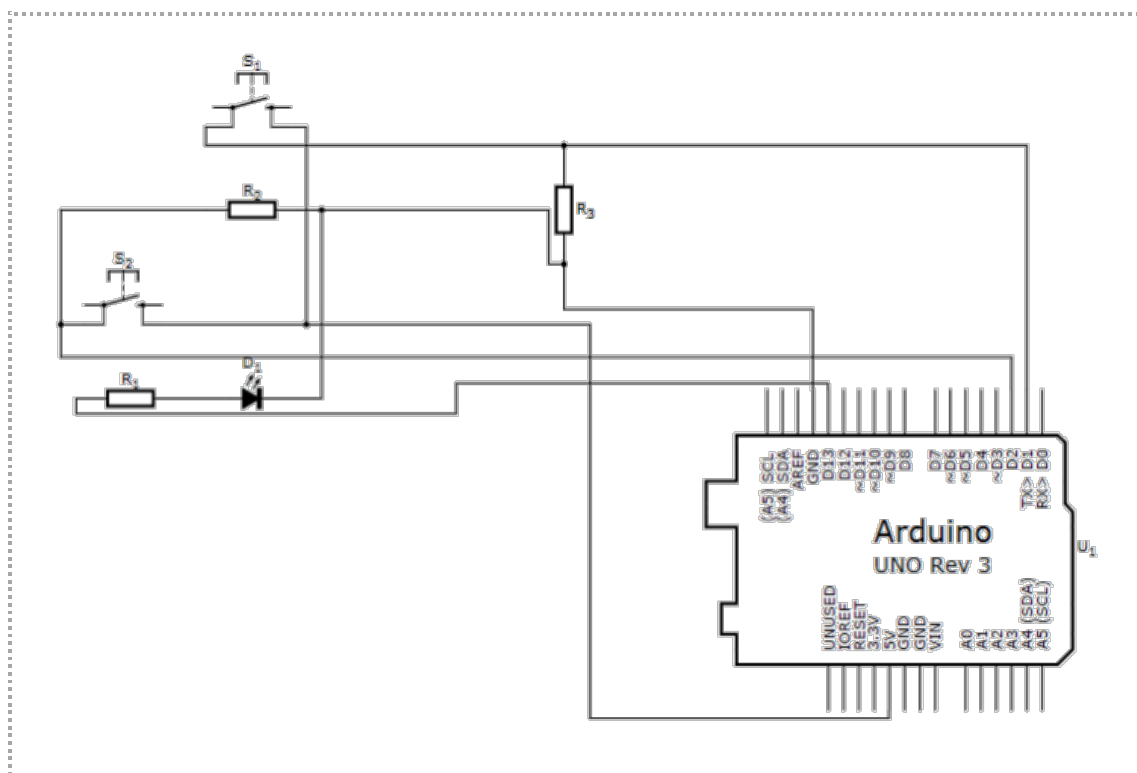 S1
R2
R3
S2
D1
R1
(A5) SCL
(A4) SDA
AREF
GND
D13
D12
~D11
~D10
~D9
D8
D7
~D6
~D5
D4
~D3
D2
TX> D1
RX> D0
Arduino
UNO Rev 3
U1
UNUSED
IOREF
RESET
3.3V
5V
GND
GND
VIN
A0
A1
A2
A3
A4 (SDA)
A5 (SCL)